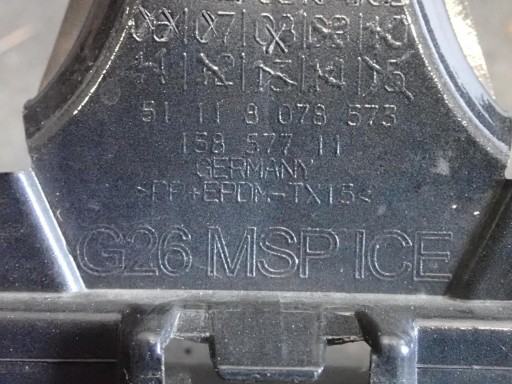 06 07 08 09 10
11 12 13 14 15
51 11 8 078 573
158 577 11
GERMANY
>PP+EPDM-TX15<
G26 MSP ICE